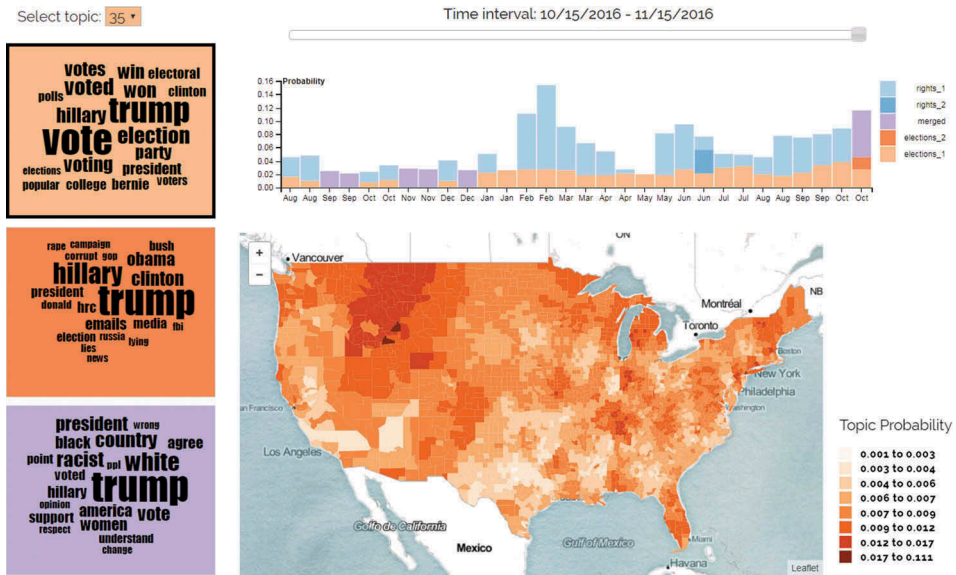 Select topic: 35
Time interval: 10/15/2016 - 11/15/2016
votes win electoral
polls voted won clinton
hillary trump
vote election
party
elections voting president
popular college bernie voters
rape campaign bush
corrupt gop obama
hillary clinton
president trump
donald hrc
emails media fbi
election russia lying
lies
news
president wrong
black country agree
point racist ppl white
voted trump
hillary
opinion america vote
support women
respect understand
change
Probability
0.16
0.14
0.12
0.10
0.08
0.06
0.04
0.02
0.00
Aug Aug Sep Sep Oct Oct Nov Nov Dec Dec Jan Jan Feb Feb Mar Mar Apr Apr May May Jun Jun Jul Jul Aug Aug Sep Sep Oct Oct
rights_1
rights_2
merged
elections_2
elections_1
+
−
Vancouver
ON
NB
Montréal
Toronto
Boston
New York
Philadelphia
Washington
an Francisco
Los Angeles
Golfo de California
Gulf of Mexico
Mexico
Miami
Havana
Leaflet
Topic Probability
0.001 to 0.003
0.003 to 0.004
0.004 to 0.006
0.006 to 0.007
0.007 to 0.009
0.009 to 0.012
0.012 to 0.017
0.017 to 0.111